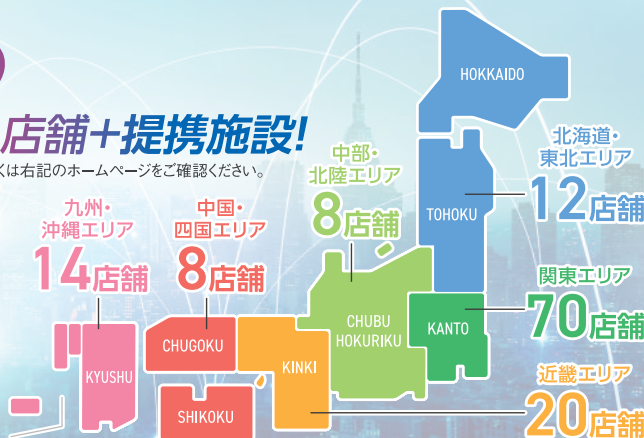 店舗+提携施設!
くは右記のホームページをご確認ください。
HOKKAIDO
北海道・
東北エリア
12店舗
TOHOKU
中部・
北陸エリア
8店舗
中国・
四国エリア
8店舗
九州・
沖縄エリア
14店舗
関東エリア
70店舗
KANTO
CHUBU
HOKURIKU
CHUGOKU
KINKI
KYUSHU
近畿エリア
20店舗
SHIKOKU